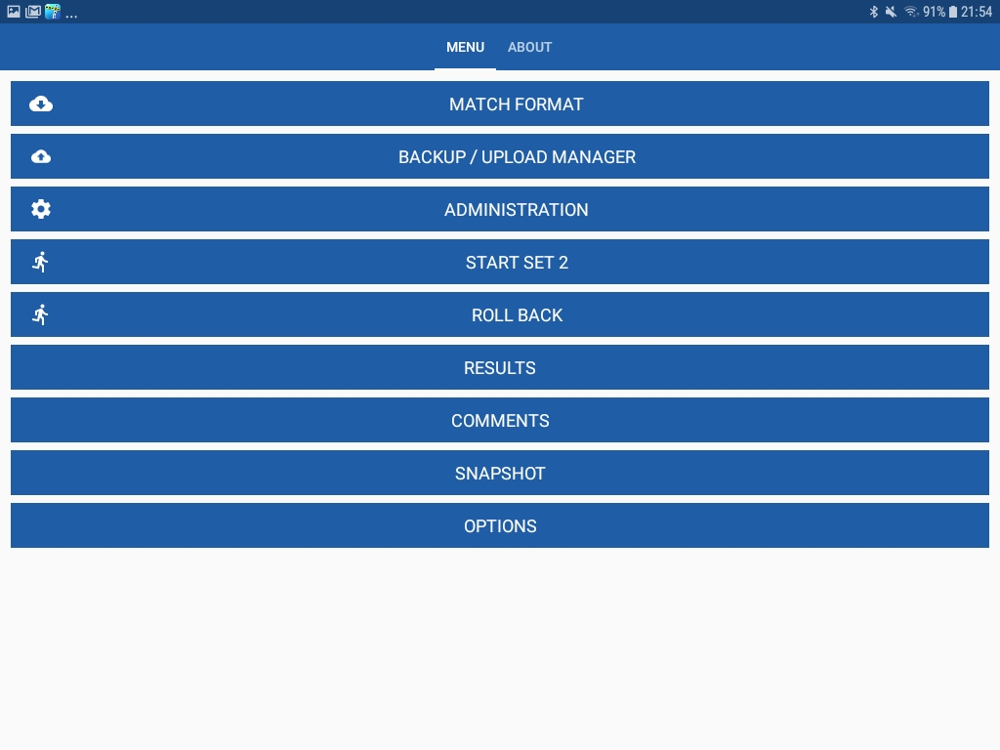 ... 91% 21:54
MENU ABOUT
MATCH FORMAT
BACKUP / UPLOAD MANAGER
ADMINISTRATION
START SET 2
ROLL BACK
RESULTS
COMMENTS
SNAPSHOT
OPTIONS